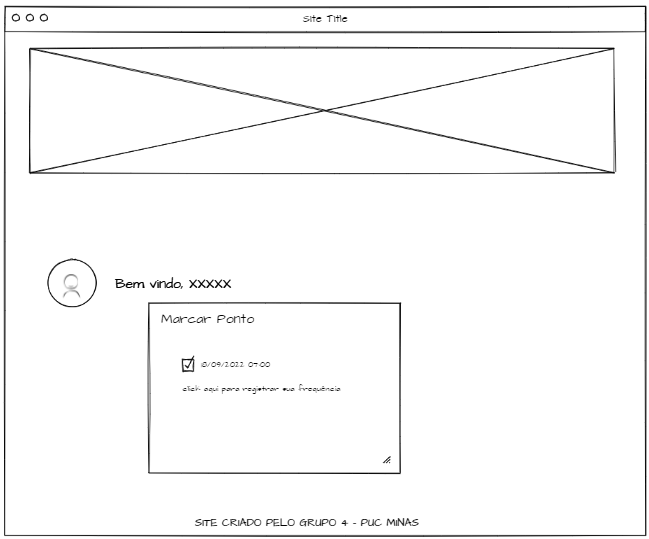 Site Title
Bem vindo, XXXXX
Marcar Ponto
18/09/2022 07:00
click aqui para registrar sua frequência
SITE CRIADO PELO GRUPO 4 - PUC MINAS